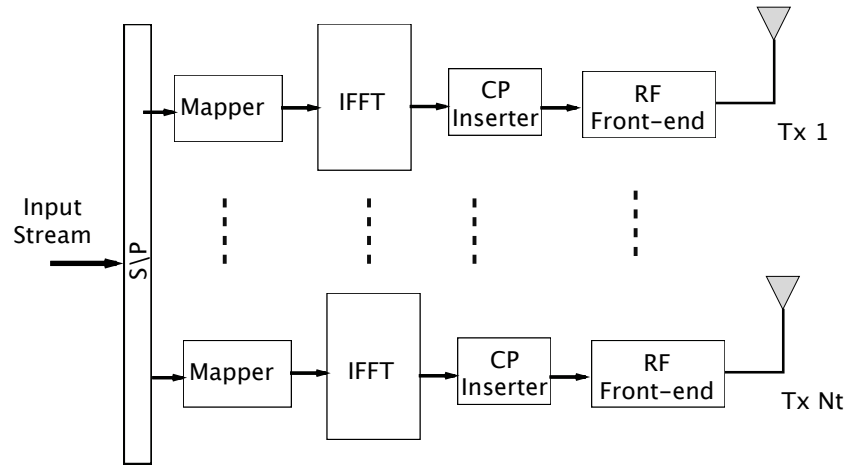 Mapper
IFFT
CP
Inserter
RF
Front-end
Tx 1
Input
Stream
S\P
Mapper
IFFT
CP
Inserter
RF
Front-end
Tx Nt